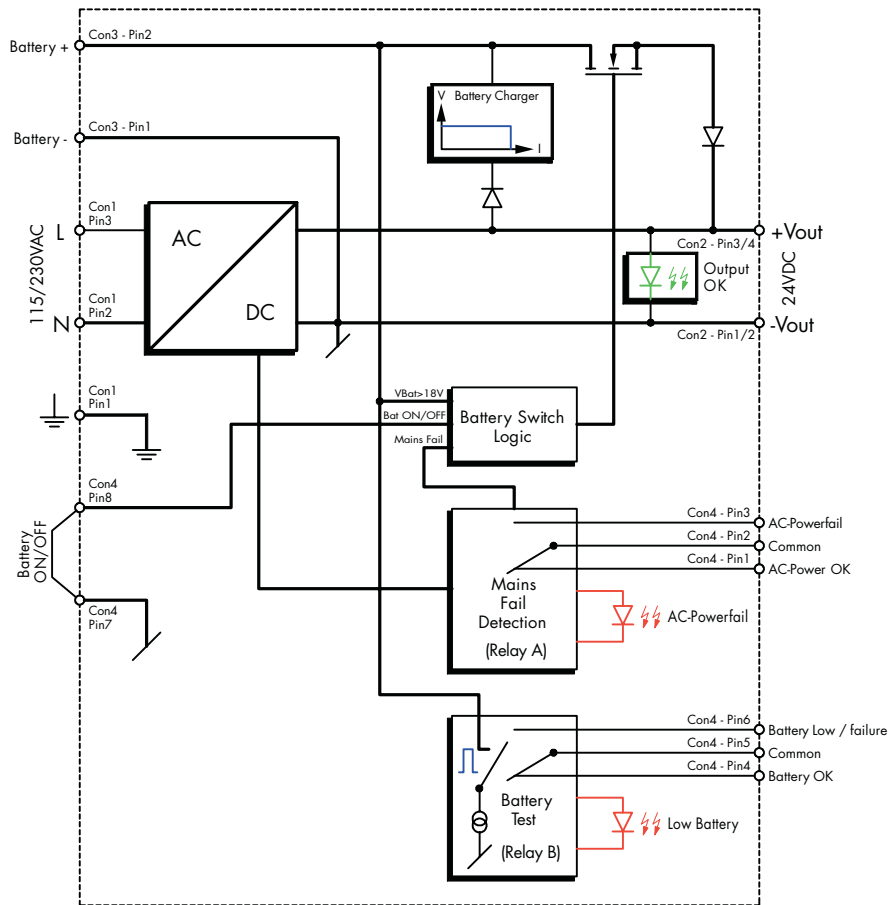 Con3 - Pin2
Battery +
V Battery Charger
I
Con3 - Pin1
Battery -
Con1
Pin3
L
AC
DC
+Vout
Con2 - Pin3/4
115/230VAC
Output
OK
24VDC
Con1
Pin2
N
-Vout
Con2 - Pin1/2
Con1
Pin1
VBat>18V
Bat ON/OFF
Mains Fail
Battery Switch
Logic
Con4
Pin8
Battery
ON/OFF
Con4
Pin7
Con4 - Pin3
AC-Powerfail
Con4 - Pin2
Common
Con4 - Pin1
AC-Power OK
Mains
Fail
Detection
(Relay A)
AC-Powerfail
Con4 - Pin6
Battery Low / failure
Con4 - Pin5
Common
Con4 - Pin4
Battery OK
Battery
Test
(Relay B)
Low Battery